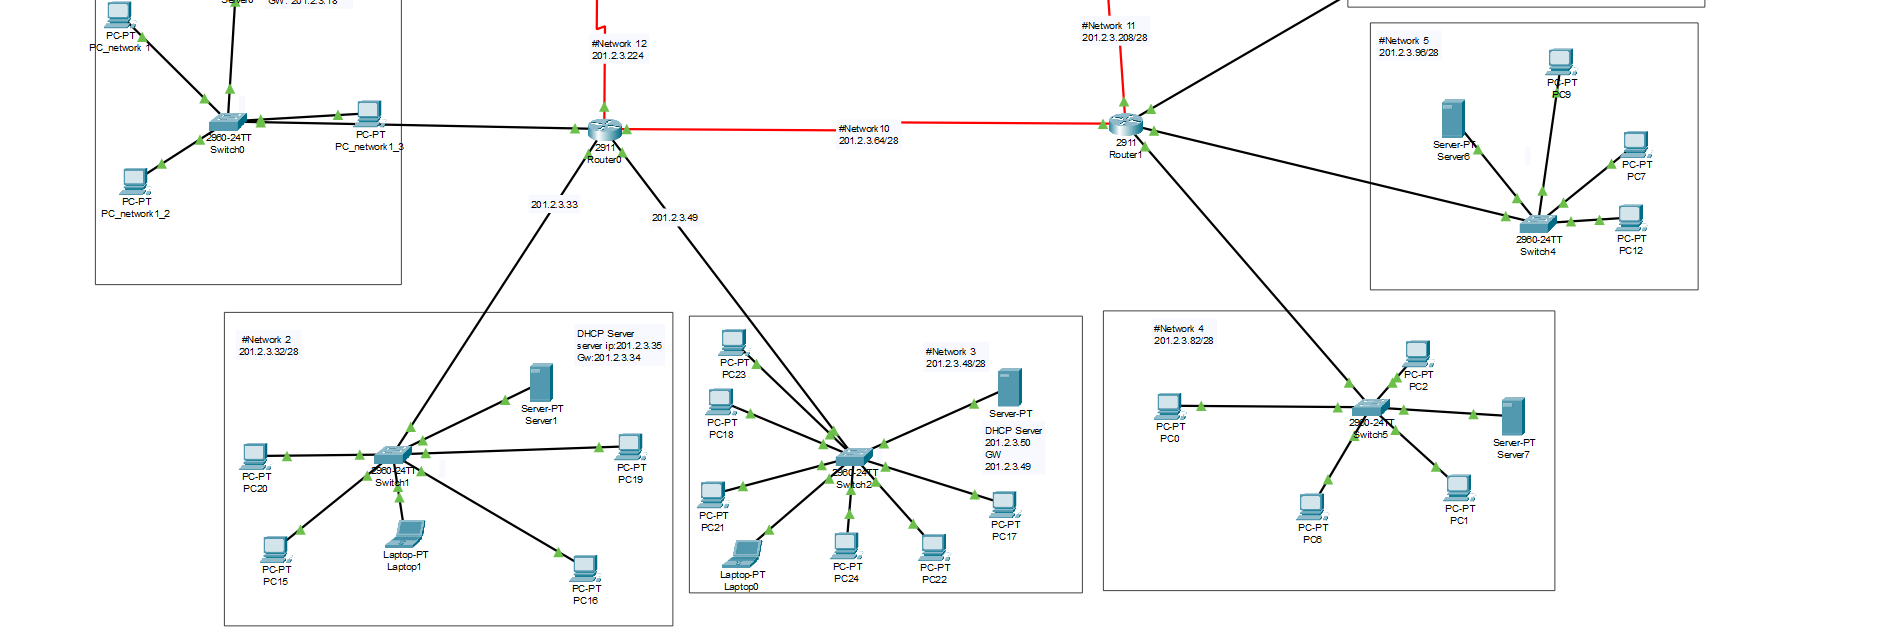 GW: 201.2.3.18
PC-PT
PC_network 1
2960-24TT
Switch0
PC-PT
PC_network1_3
PC-PT
PC_network1_2
#Network 12
201.2.3.224
2911
Router0
#Network10
201.2.3.64/28
#Network 11
201.2.3.208/28
2911
Router1
201.2.3.33
201.2.3.49
#Network 5
201.2.3.96/28
PC-PT
PC9
Server-PT
Server6
PC-PT
PC7
2960-24TT
Switch4
PC-PT
PC12
#Network 2
201.2.3.32/28
DHCP Server
server ip:201.2.3.35
Gw:201.2.3.34
Server-PT
Server1
PC-PT
PC20
2960-24TT
Switch1
PC-PT
PC19
PC-PT
PC15
Laptop-PT
Laptop1
PC-PT
PC16
#Network 3
201.2.3.48/28
PC-PT
PC23
PC-PT
PC18
Server-PT
DHCP Server
201.2.3.50
GW
201.2.3.49
2960-24TT
Switch2
PC-PT
PC21
PC-PT
PC17
Laptop-PT
Laptop0
PC-PT
PC24
PC-PT
PC22
#Network 4
201.2.3.82/28
PC-PT
PC2
PC-PT
PC0
2960-24TT
Switch5
Server-PT
Server7
PC-PT
PC6
PC-PT
PC1